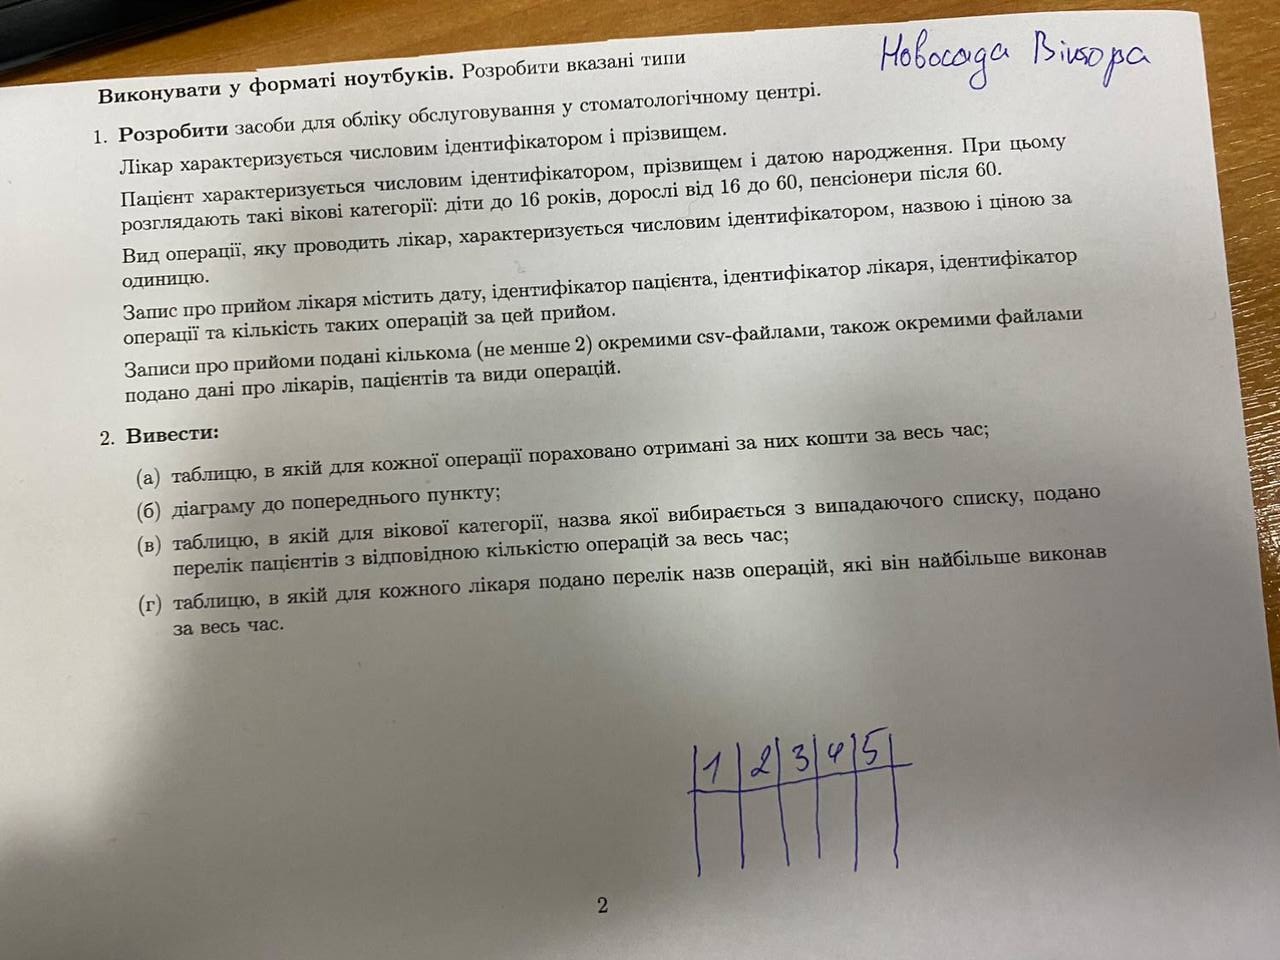 Новосада Віктора
Виконувати у форматі ноутбуків. Розробити вказані типи
1. Розробити засоби для обліку обслуговування у стоматологічному центрі.
Лікар характеризується числовим ідентифікатором і прізвищем.
Пацієнт характеризується числовим ідентифікатором, прізвищем і датою народження. При цьому
розглядають такі вікові категорії: діти до 16 років, дорослі від 16 до 60, пенсіонери після 60.
Вид операції, яку проводить лікар, характеризується числовим ідентифікатором, назвою і ціною за
одиницю.
Запис про прийом лікаря містить дату, ідентифікатор пацієнта, ідентифікатор лікаря, ідентифікатор
операції та кількість таких операцій за цей прийом.
Записи про прийоми подані кількома (не менше 2) окремими csv-файлами, також окремими файлами
подано дані про лікарів, пацієнтів та види операцій.
2. Вивести:
(а) таблицю, в якій для кожної операції пораховано отримані за них кошти за весь час;
(б) діаграму до попереднього пункту;
(в) таблицю, в якій для вікової категорії, назва якої вибирається з випадаючого списку, подано
перелік пацієнтів з відповідною кількістю операцій за весь час;
(г) таблицю, в якій для кожного лікаря подано перелік назв операцій, які він найбільше виконав
за весь час.
1 2 3 4 5
2